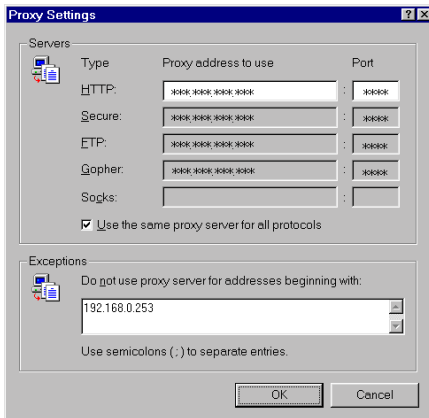 Proxy Settings
Servers
Type Proxy address to use Port
HTTP: ***.***.***.*** : ****
Secure: ***.***.***.*** : ****
FTP: ***.***.***.*** : ****
Gopher: ***.***.***.*** : ****
Socks: :
Use the same proxy server for all protocols
Exceptions
Do not use proxy server for addresses beginning with:
192.168.0.253
Use semicolons ( ; ) to separate entries.
OK Cancel